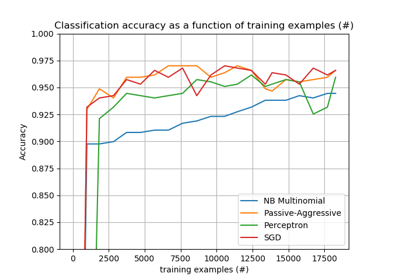 Classification accuracy as a function of training examples (#)
1.000
0.975
0.950
0.925
0.900
0.875
0.850
0.825
0.800
Accuracy
NB Multinomial
Passive-Aggressive
Perceptron
SGD
0 2500 5000 7500 10000 12500 15000 17500
training examples (#)